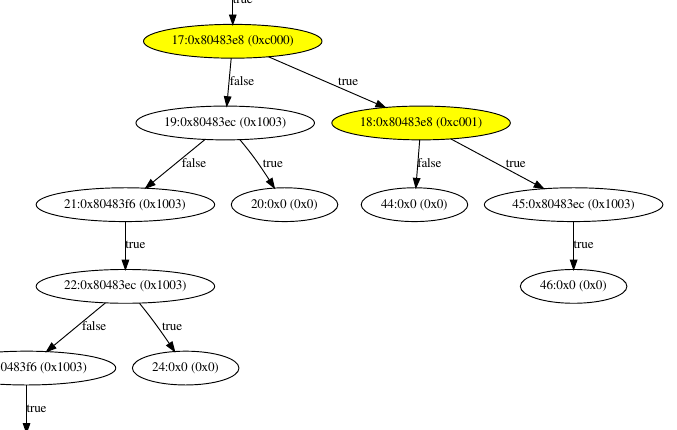 true
17:0x80483e8 (0xc000)
false
true
19:0x80483ec (0x1003)
18:0x80483e8 (0xc001)
false
true
false
true
21:0x80483f6 (0x1003)
20:0x0 (0x0)
44:0x0 (0x0)
45:0x80483ec (0x1003)
true
true
22:0x80483ec (0x1003)
46:0x0 (0x0)
false
true
0483f6 (0x1003)
24:0x0 (0x0)
true